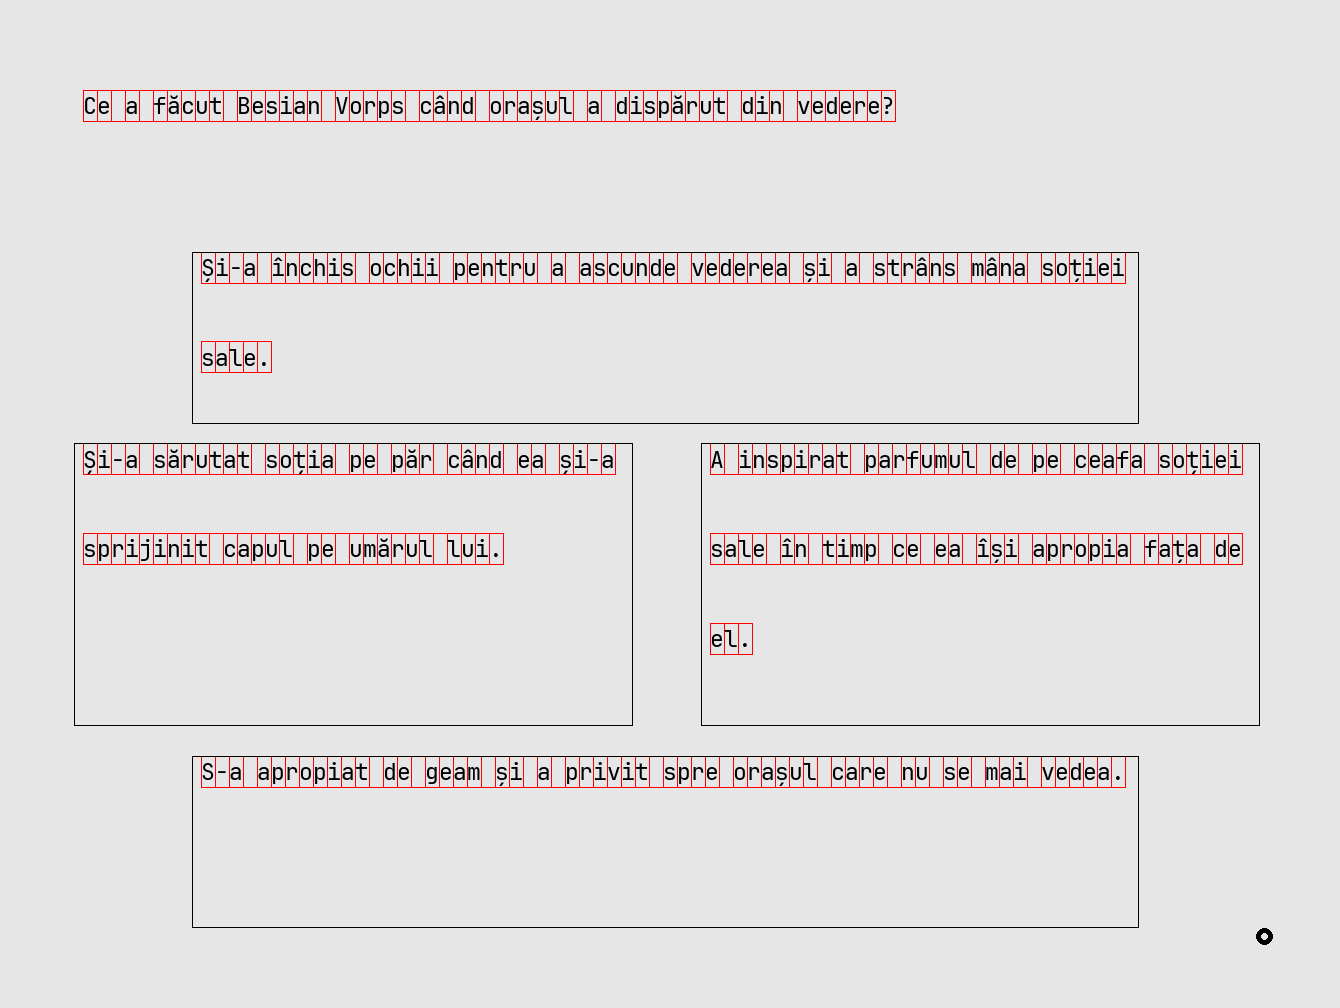 Ce a făcut Besian Vorps când orașul a dispărut din vedere?
Și-a închis ochii pentru a ascunde vederea și a strâns mâna soției
sale.
Și-a sărutat soția pe păr când ea și-a
sprijinit capul pe umărul lui.
A inspirat parfumul de pe ceafa soției
sale în timp ce ea își apropia fața de
el.
S-a apropiat de geam și a privit spre orașul care nu se mai vedea.